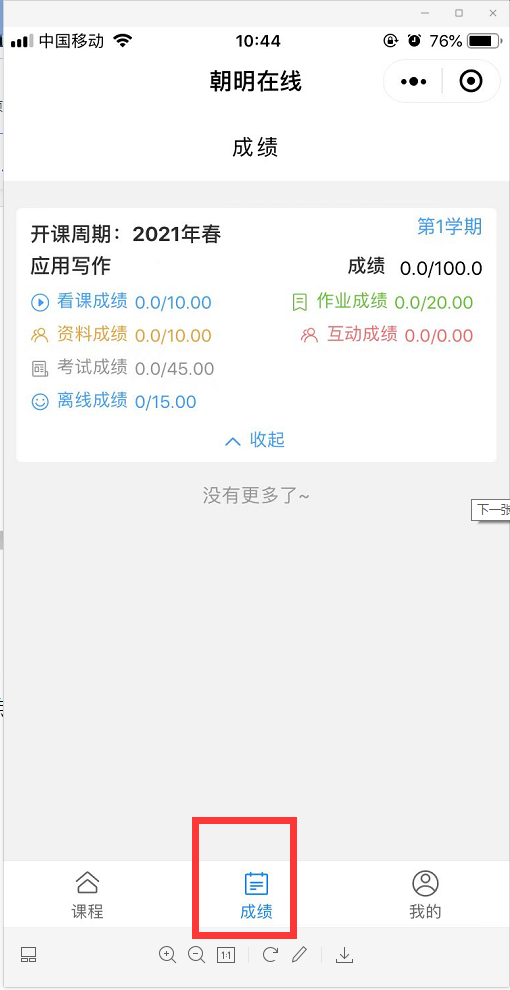 中国移动 10:44 76%
朝明在线
成绩
开课周期：2021年春 第1学期
应用写作 成绩 0.0/100.0
看课成绩 0.0/10.00 作业成绩 0.0/20.00
资料成绩 0.0/10.00 互动成绩 0.0/0.00
考试成绩 0.0/45.00
离线成绩 0/15.00
收起
没有更多了~
下一张
课程 成绩 我的
1:1